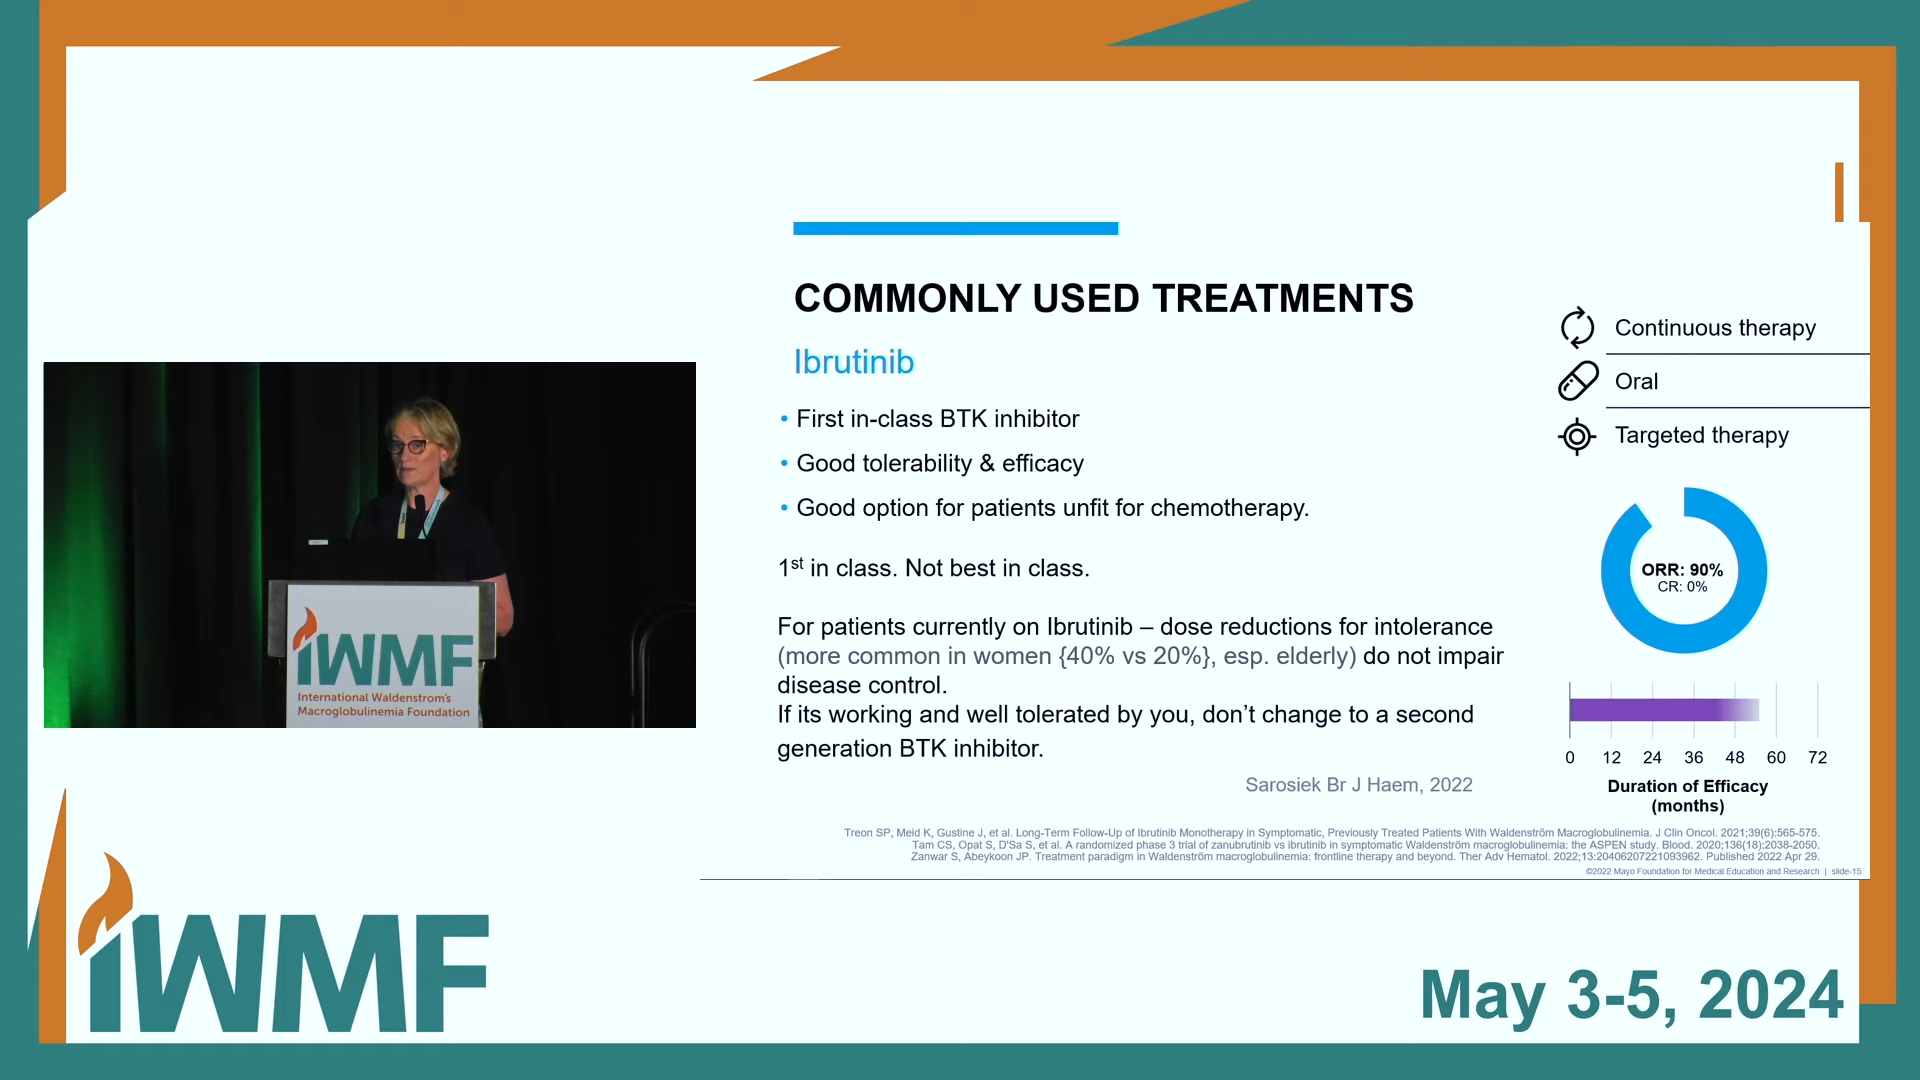 COMMONLY USED TREATMENTS
Ibrutinib
• First in-class BTK inhibitor
• Good tolerability & efficacy
• Good option for patients unfit for chemotherapy.
1st in class. Not best in class.
For patients currently on Ibrutinib – dose reductions for intolerance
(more common in women {40% vs 20%}, esp. elderly) do not impair
disease control.
If its working and well tolerated by you, don’t change to a second
generation BTK inhibitor.
Sarosiek Br J Haem, 2022
Continuous therapy
Oral
Targeted therapy
ORR: 90%
CR: 0%
0 12 24 36 48 60 72
Duration of Efficacy
(months)
Treon SP, Meid K, Gustine J, et al. Long-Term Follow-Up of Ibrutinib Monotherapy in Symptomatic, Previously Treated Patients With Waldenström Macroglobulinemia. J Clin Oncol. 2021;39(6):565-575.
Tam CS, Opat S, D'Sa S, et al. A randomized phase 3 trial of zanubrutinib vs ibrutinib in symptomatic Waldenström macroglobulinemia: the ASPEN study. Blood. 2020;136(18):2038-2050.
Zanwar S, Abeykoon JP. Treatment paradigm in Waldenström macroglobulinemia: frontline therapy and beyond. Ther Adv Hematol. 2022;13:20406207221093962. Published 2022 Apr 29.
©2022 Mayo Foundation for Medical Education and Research | slide-15
iWMF
International Waldenstrom's
Macroglobulinemia Foundation
iWMF
May 3-5, 2024